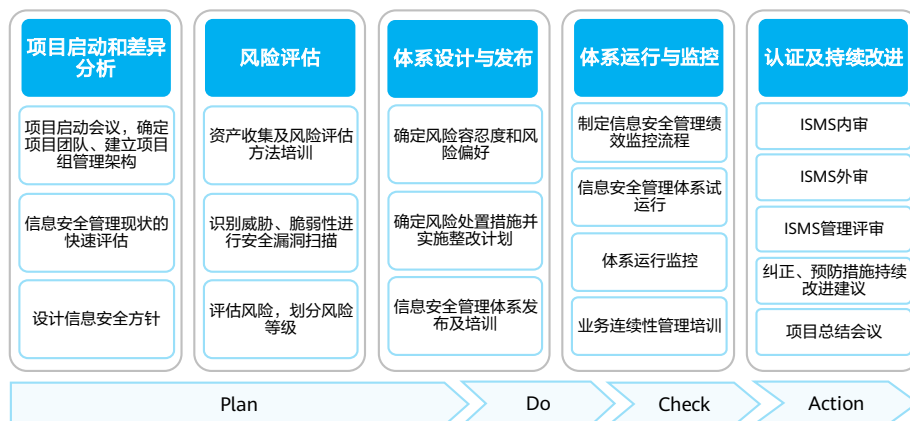 项目启动和差异
分析
项目启动会议，确定
项目团队、建立项目
组管理架构
信息安全管理现状的
快速评估
设计信息安全方针
风险评估
资产收集及风险评估
方法培训
识别威胁、脆弱性进
行安全漏洞扫描
评估风险，划分风险
等级
体系设计与发布
确定风险容忍度和风
险偏好
确定风险处置措施并
实施整改计划
信息安全管理体系发
布及培训
体系运行与监控
制定信息安全管理绩
效监控流程
信息安全管理体系试
运行
体系运行监控
业务连续性管理培训
认证及持续改进
ISMS内审
ISMS外审
ISMS管理评审
纠正、预防措施持续
改进建议
项目总结会议
Plan
Do
Check
Action